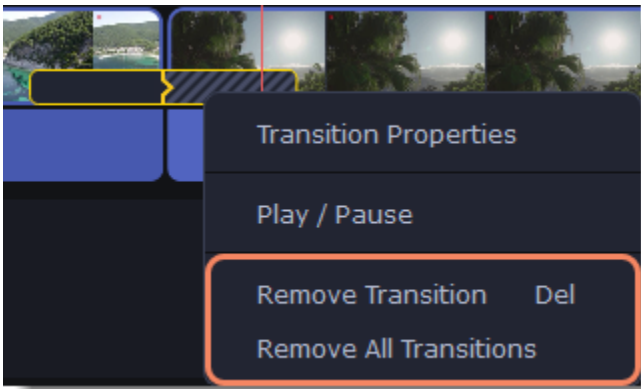 Transition Properties
Play / Pause
Remove Transition Del
Remove All Transitions